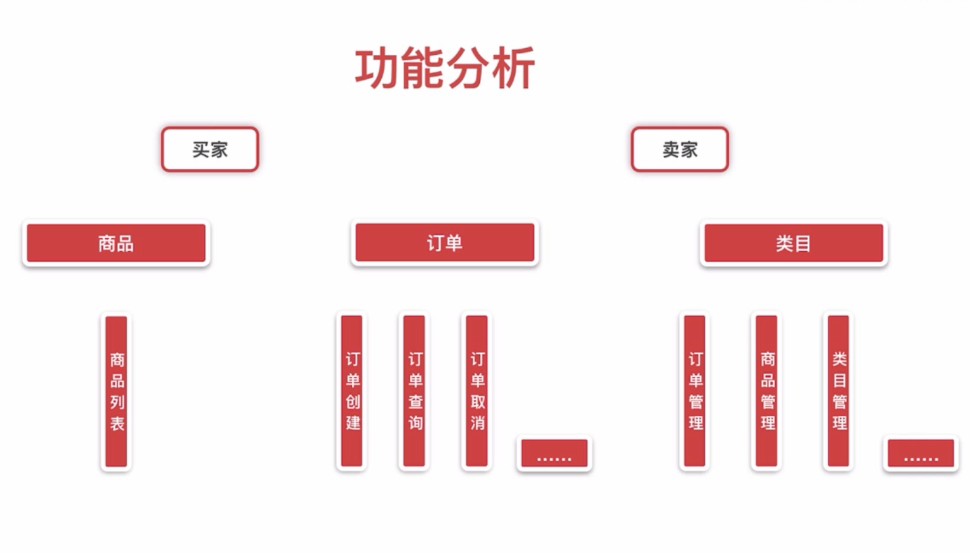 功能分析
买家
卖家
商品
订单
类目
商品列表
订单创建
订单查询
订单取消
......
订单管理
商品管理
类目管理
......